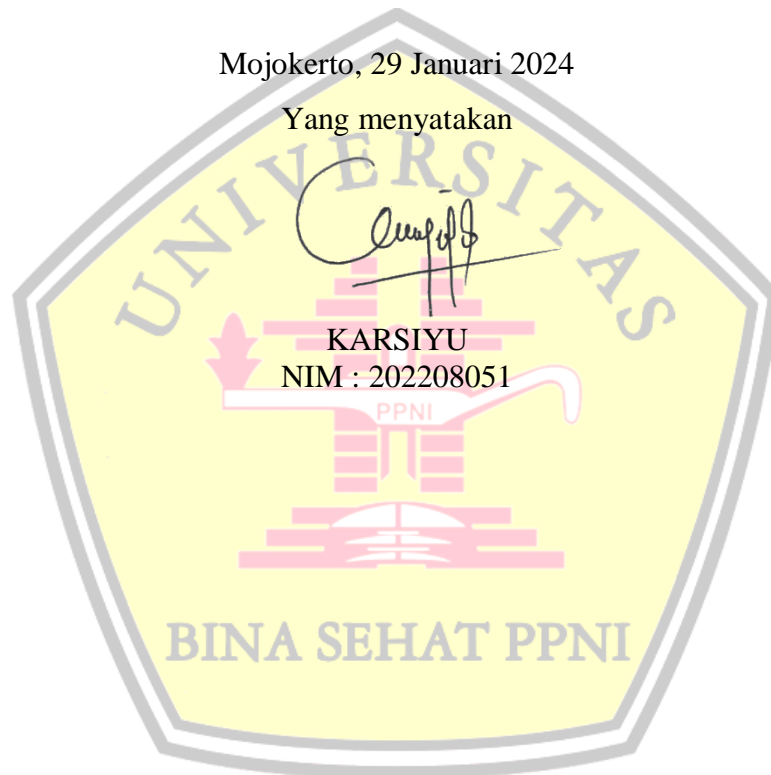 Mojokerto, 29 Januari 2024
Yang menyatakan
UNIVERSITAS
KARSIYU
NIM : 202208051
PPNI
BINA SEHAT PPNI